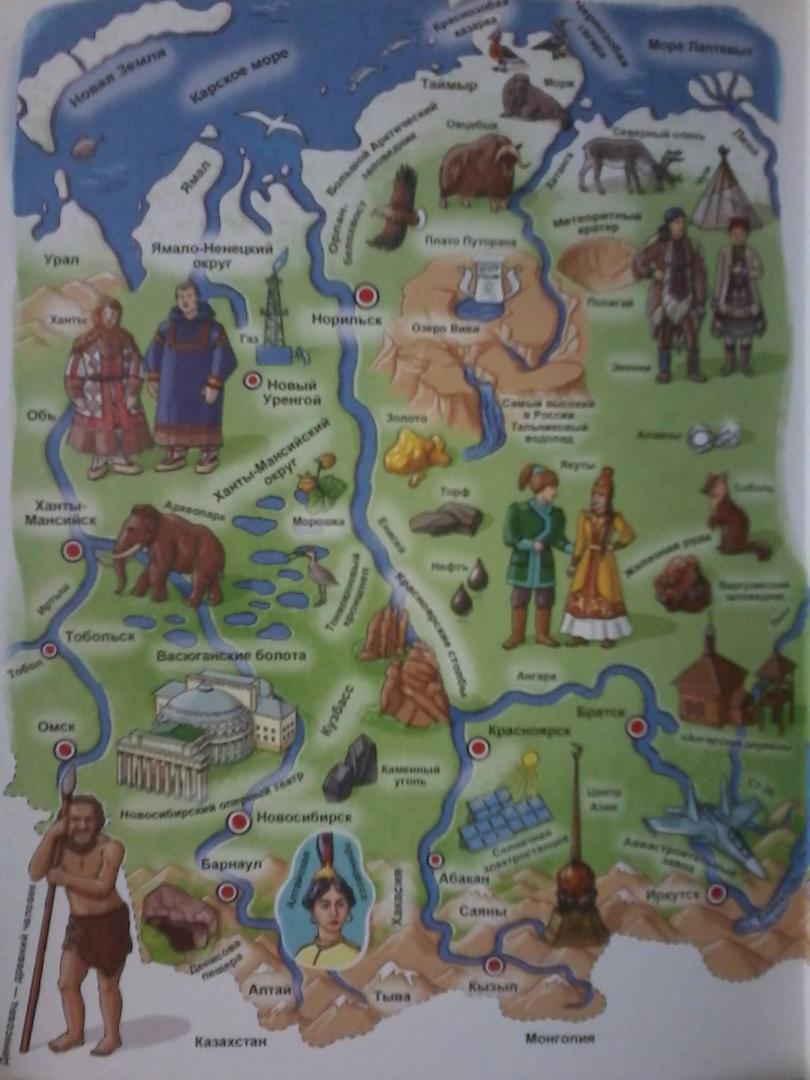 Новая Земля
Карское море
Краснозобая
казарка
Чернозобая
гагара
Море Лаптевых
Таймыр
Морж
Овцебык
Северный олень
Лена
Чум
Хатанга
Большой Арктический
заповедник
Ямал
Орлан-
белохвост
Метеоритный
кратер
Плато Путорана
Попигай
Урал
Ямало-Ненецкий
округ
Ханты
Газ
Норильск
Озеро Виви
Эвенки
Новый
Уренгой
Обь
Золото
Самый высокий
в России
Тальниковый
водопад
Алмазы
Ханты-Мансийский
округ
Якуты
Соболь
Ханты-
Мансийск
Археопарк
Морошка
Торф
Енисей
Железная руда
Нефть
Тонкоклювый
кроншнеп
Баргузинский
заповедник
Иртыш
Красноярские столбы
Лена
Тобольск
Тобол
Васюганские болота
Ангара
Кузбасс
Братск
Омск
Красноярск
«Ангарская деревня»
Каменный
уголь
Центр
Азии
Новосибирский оперный театр
Новосибирск
Солнечная
электростанция
Авиастроительный
завод
Барнаул
Алтайская
принцесса
Хакасия
Абакан
Саяны
Иркутск
Денисова
пещера
Денисовец — древний человек
Алтай
Тыва
Кызыл
Казахстан
Монголия